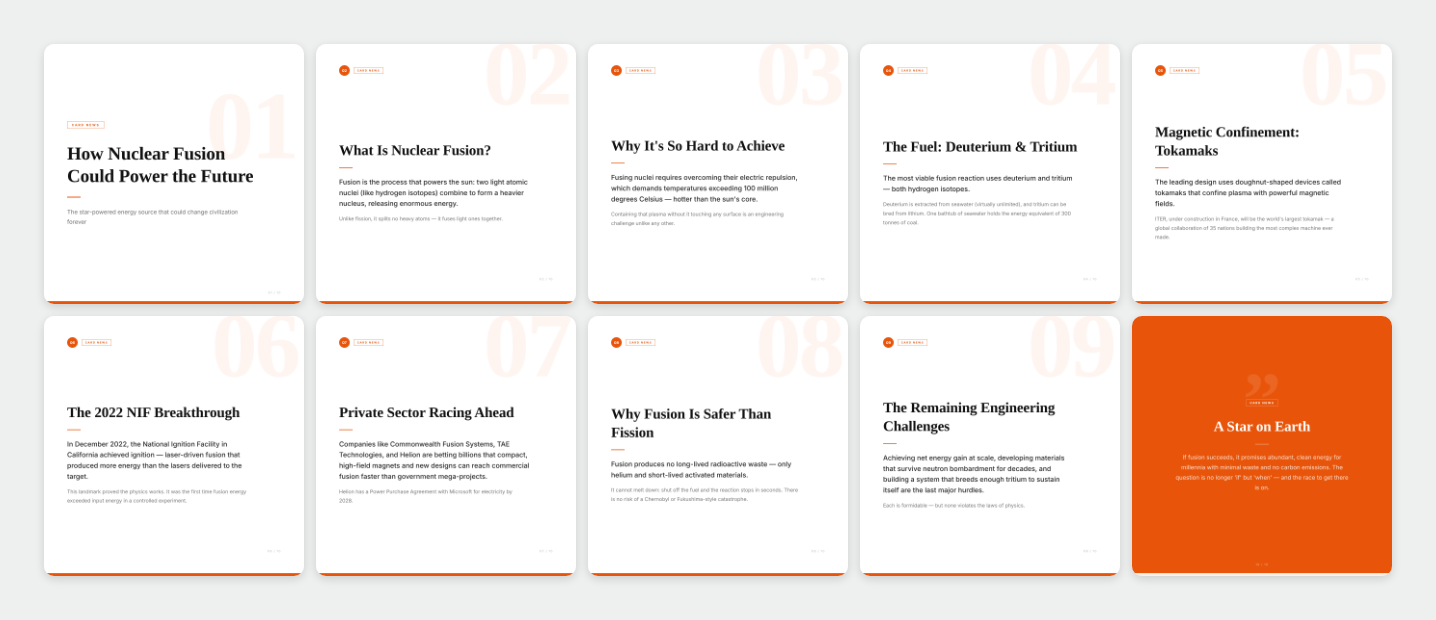 01
How Nuclear Fusion
Could Power the Future
The star-powered energy source that could change civilization
forever
02
What Is Nuclear Fusion?
Fusion is the process that powers the sun: two light atomic
nuclei (like hydrogen isotopes) combine to form a heavier
nucleus, releasing enormous energy.
Unlike fission, it splits no heavy atoms — it fuses light ones together.
03
Why It's So Hard to Achieve
Fusing nuclei requires overcoming their electric repulsion,
which demands temperatures exceeding 100 million
degrees Celsius — hotter than the sun's core.
Containing that plasma without it touching any surface is an engineering
challenge unlike any other.
04
The Fuel: Deuterium & Tritium
The most viable fusion reaction uses deuterium and tritium
— both hydrogen isotopes.
Deuterium is extracted from seawater (virtually unlimited), and tritium can be
bred from lithium. One bathtub of seawater holds the energy equivalent of 300
tonnes of coal.
05
Magnetic Confinement:
Tokamaks
The leading design uses doughnut-shaped devices called
tokamaks that confine plasma with powerful magnetic
fields.
ITER, under construction in France, will be the world's largest tokamak — a
global collaboration of 35 nations building the most complex machine ever
made.
06
The 2022 NIF Breakthrough
In December 2022, the National Ignition Facility in
California achieved ignition — laser-driven fusion that
produced more energy than the lasers delivered to the
target.
This landmark proved the physics works. It was the first time fusion energy
exceeded input energy in a controlled experiment.
07
Private Sector Racing Ahead
Companies like Commonwealth Fusion Systems, TAE
Technologies, and Helion are betting billions that compact,
high-field magnets and new designs can reach commercial
fusion faster than government mega-projects.
Helion has a Power Purchase Agreement with Microsoft for electricity by
2028.
08
Why Fusion Is Safer Than
Fission
Fusion produces no long-lived radioactive waste — only
helium and short-lived activated materials.
It cannot melt down: shut off the fuel and the reaction stops in seconds. There
is no risk of a Chernobyl or Fukushima-style catastrophe.
09
The Remaining Engineering
Challenges
Achieving net energy gain at scale, developing materials
that survive neutron bombardment for decades, and
building a system that breeds enough tritium to sustain
itself are the last major hurdles.
Each is formidable — but none violates the laws of physics.
”
A Star on Earth
If fusion succeeds, it promises abundant, clean energy for
millennia with minimal waste and no carbon emissions. The
question is no longer 'if' but 'when' — and the race to get there
is on.